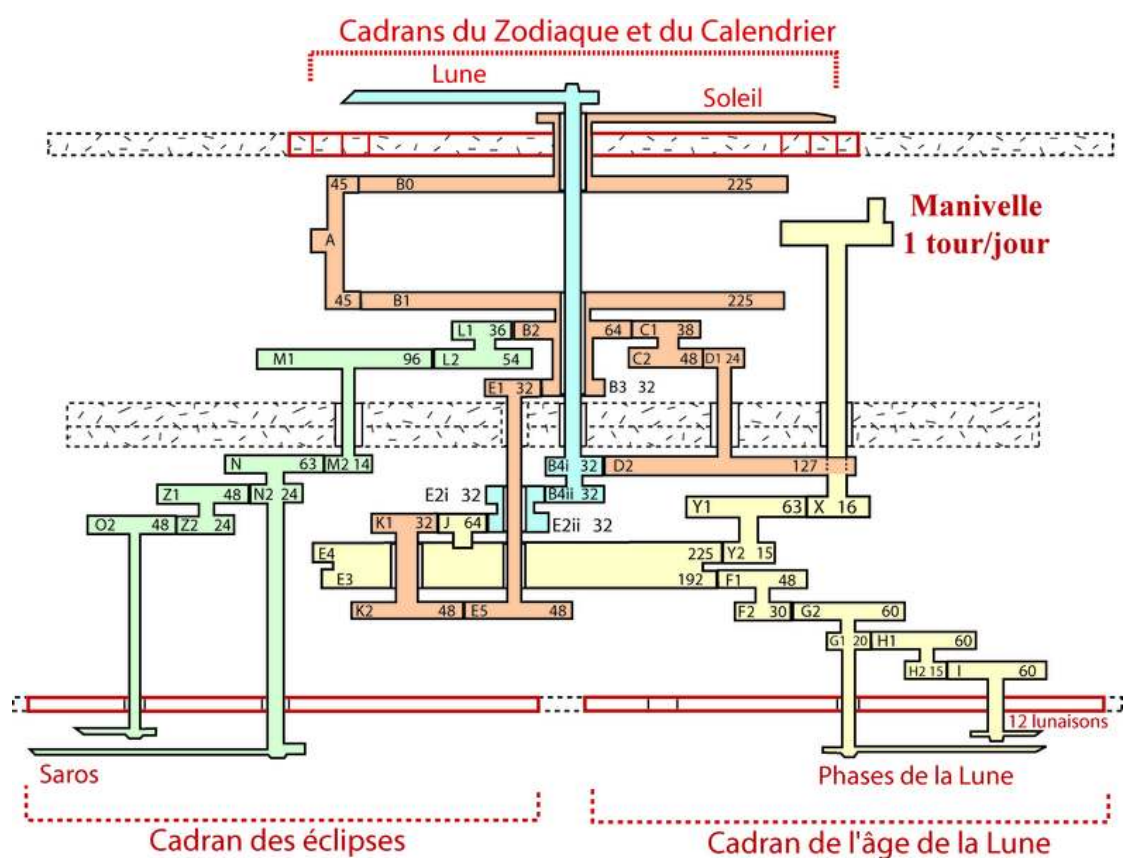 Cadrans du Zodiaque et du Calendrier
Lune
Soleil
45 B0 225
Manivelle
1 tour/jour
A
45 B1 225
L1 36 B2 64 C1 38
M1 96 L2 54 C2 48 D1 24
E1 32 B3 32
N 63 M2 14 B4i 32 D2 127
Z1 48 N2 24 E2i 32 B4ii 32 Y1 63 X 16
O2 48 Z2 24 K1 32 J 64 E2ii 32
E4 225 Y2 15
E3 192 F1 48
K2 48 E5 48 F2 30 G2 60
G1 20 H1 60
H2 15 I 60
12 lunaisons
Saros
Phases de la Lune
Cadran des éclipses
Cadran de l'âge de la Lune